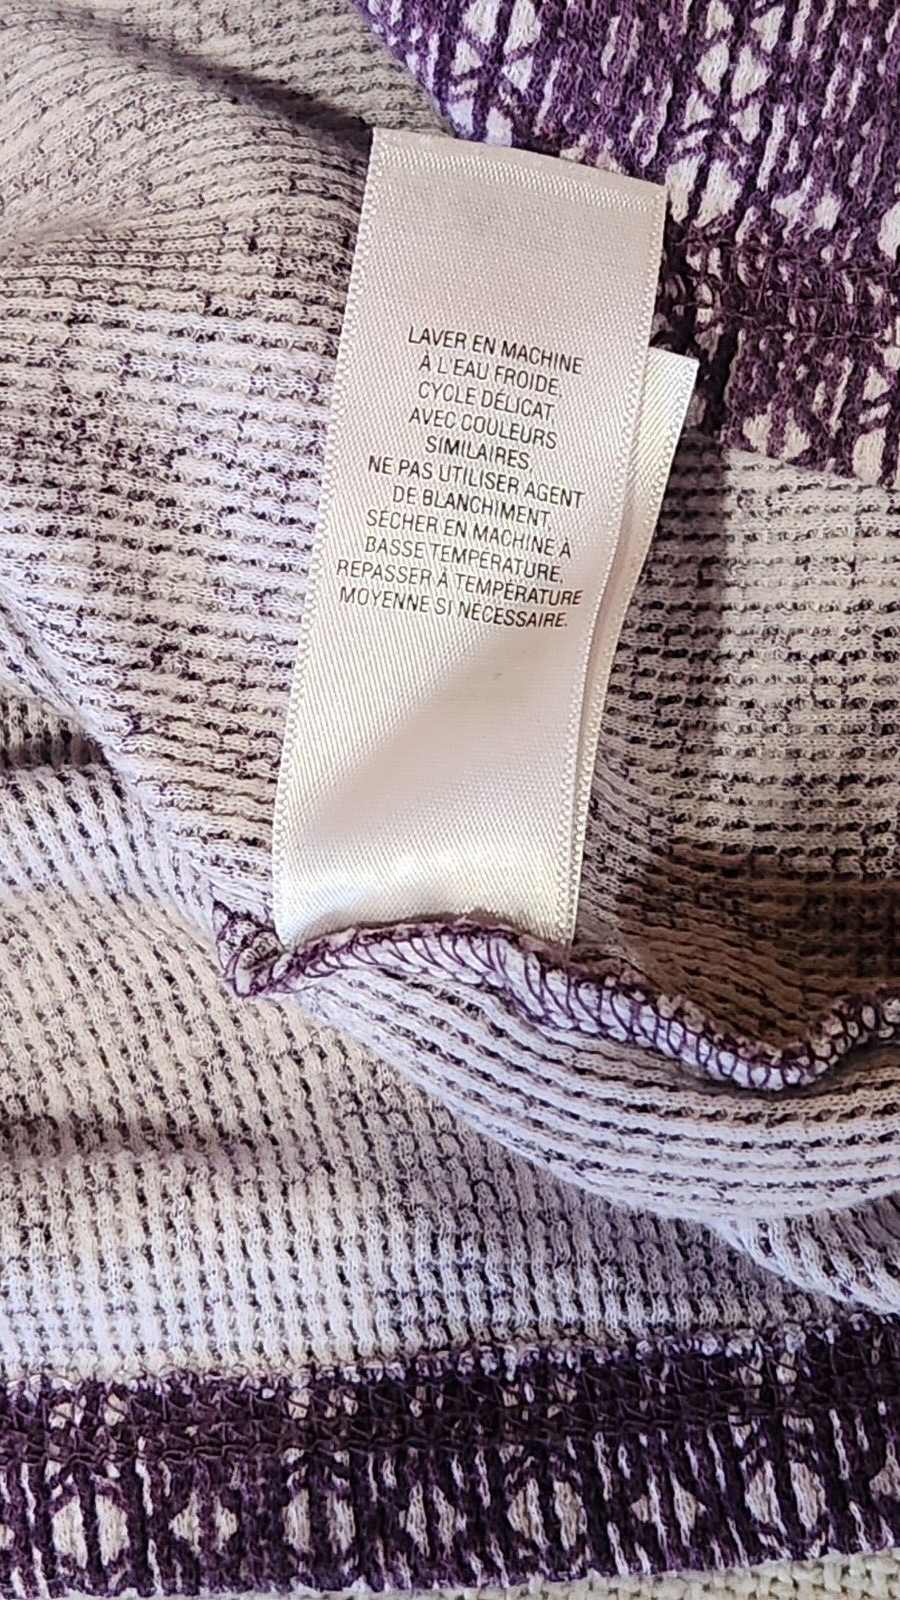 LAVER EN MACHINE
À L'EAU FROIDE,
CYCLE DÉLICAT,
AVEC COULEURS
SIMILAIRES,
NE PAS UTILISER AGENT
DE BLANCHIMENT,
SÉCHER EN MACHINE À
BASSE TEMPÉRATURE,
REPASSER À TEMPÉRATURE
MOYENNE SI NÉCESSAIRE.